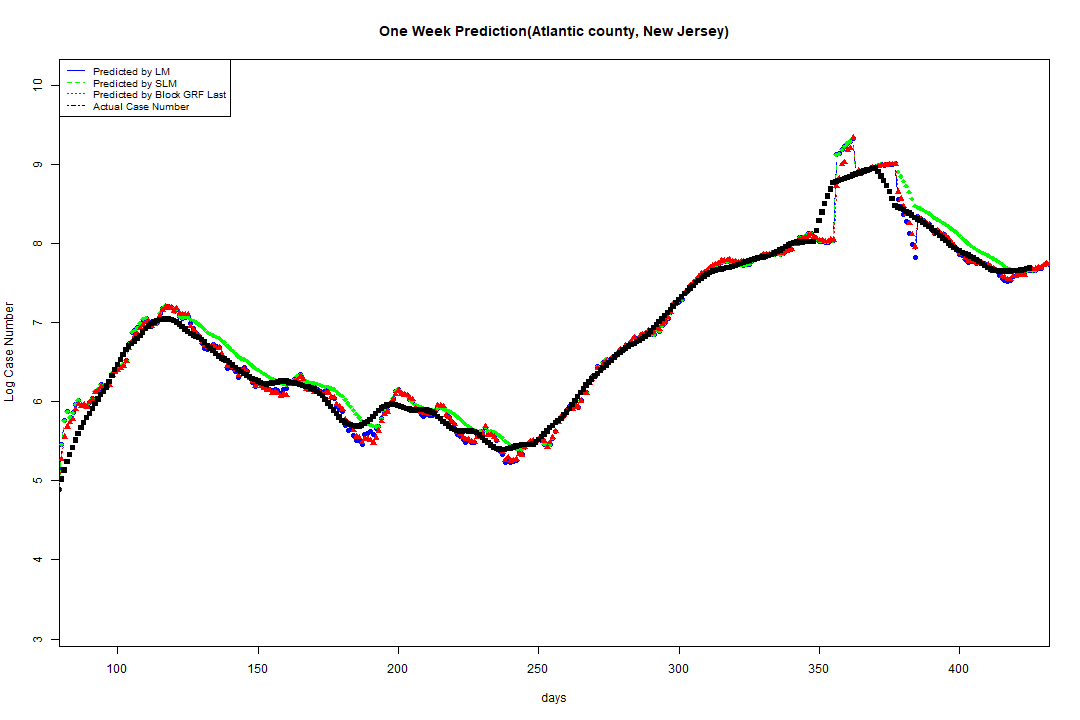 One Week Prediction(Atlantic county, New Jersey)
Predicted by LM
Predicted by SLM
Predicted by Block GRF Last
Actual Case Number
10
9
8
7
6
5
4
3
Log Case Number
100 150 200 250 300 350 400
days